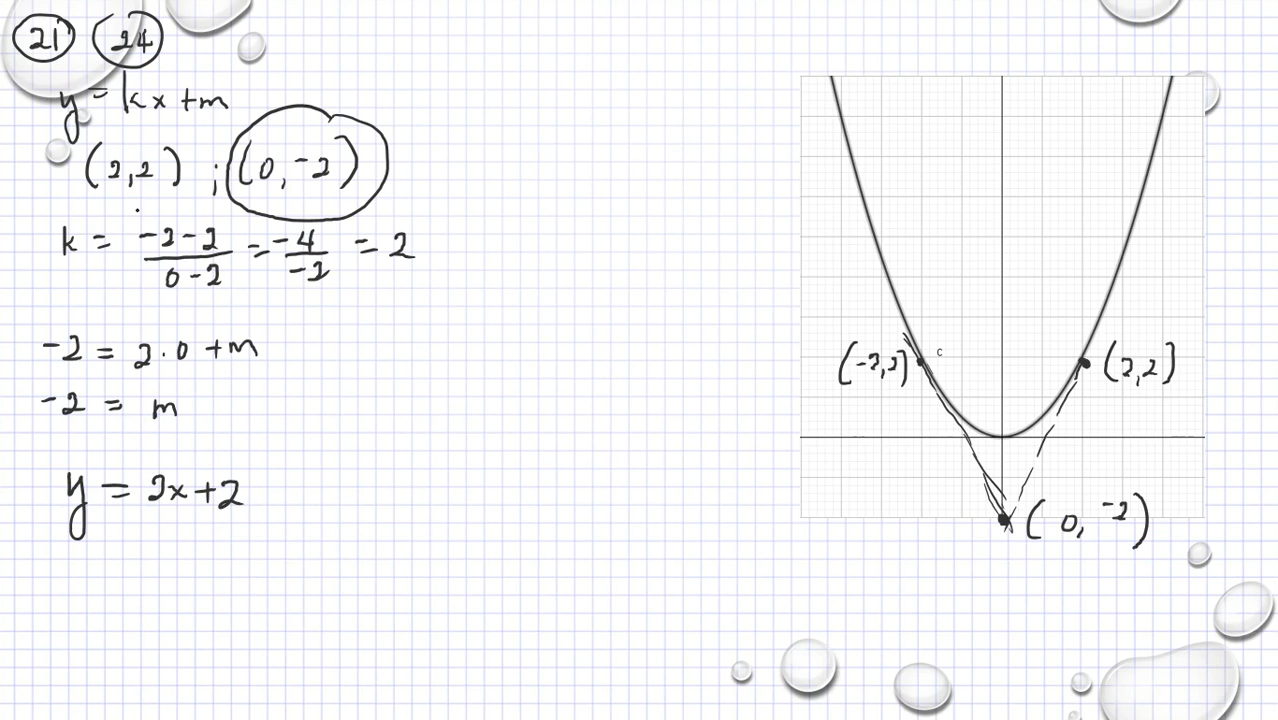 21 24
y = kx + m
(2,2) ; (0,-2)
k = -2-2/0-2 = -4/-2 = 2
-2 = 2·0 + m
-2 = m
y = 2x+2
(-2,2) c (2,2)
(0, -2)